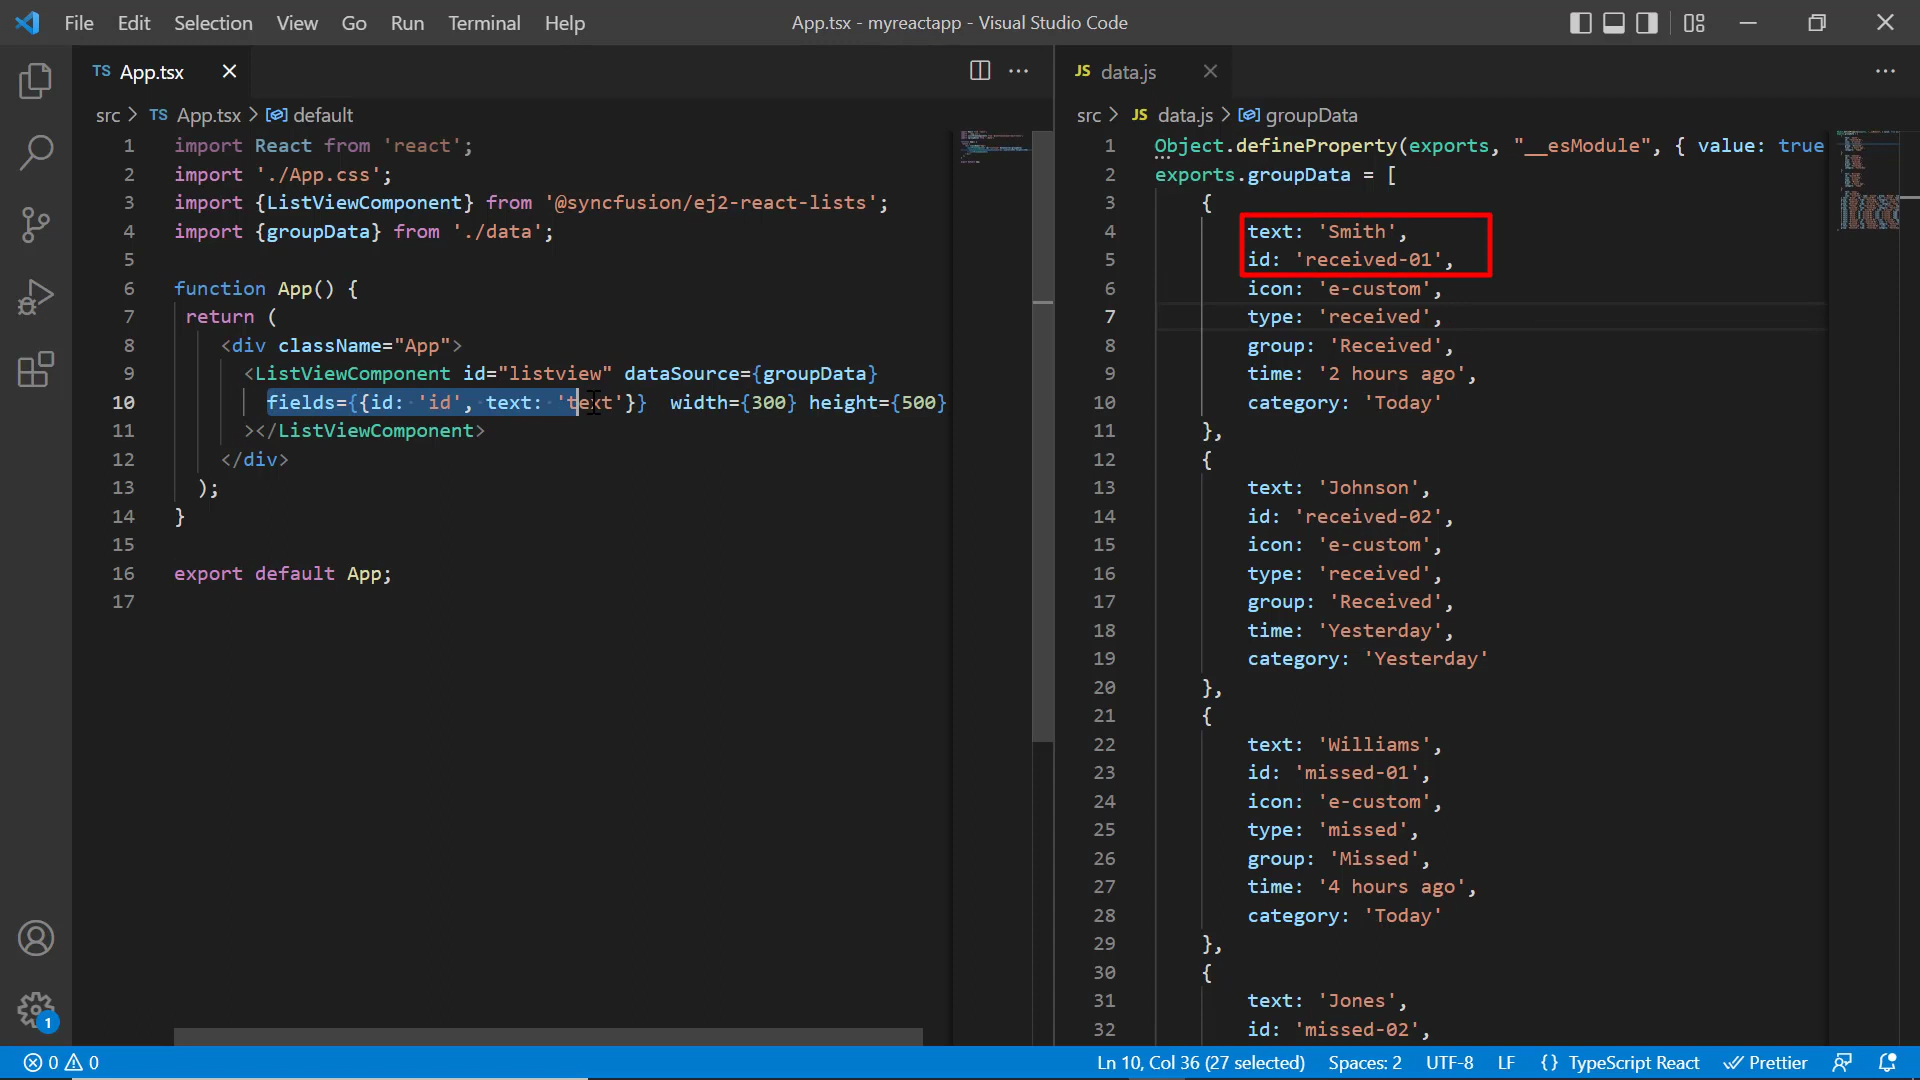 File Edit Selection View Go Run Terminal Help
App.tsx - myreactapp - Visual Studio Code
TS App.tsx
src > TS App.tsx > default
1 import React from 'react';
2 import './App.css';
3 import {ListViewComponent} from '@syncfusion/ej2-react-lists';
4 import {groupData} from './data';
5
6 function App() {
7 return (
8 <div className="App">
9 <ListViewComponent id="listview" dataSource={groupData}
10 fields={{id: 'id', text: 'text'}} width={300} height={500}
11 ></ListViewComponent>
12 </div>
13 );
14 }
15
16 export default App;
17
JS data.js
src > JS data.js > groupData
1 Object.defineProperty(exports, "__esModule", { value: true
2 exports.groupData = [
3 {
4 text: 'Smith',
5 id: 'received-01',
6 icon: 'e-custom',
7 type: 'received',
8 group: 'Received',
9 time: '2 hours ago',
10 category: 'Today'
11 },
12 {
13 text: 'Johnson',
14 id: 'received-02',
15 icon: 'e-custom',
16 type: 'received',
17 group: 'Received',
18 time: 'Yesterday',
19 category: 'Yesterday'
20 },
21 {
22 text: 'Williams',
23 id: 'missed-01',
24 icon: 'e-custom',
25 type: 'missed',
26 group: 'Missed',
27 time: '4 hours ago',
28 category: 'Today'
29 },
30 {
31 text: 'Jones',
32 id: 'missed-02',
1
0 0
Ln 10, Col 36 (27 selected) Spaces: 2 UTF-8 LF {} TypeScript React Prettier